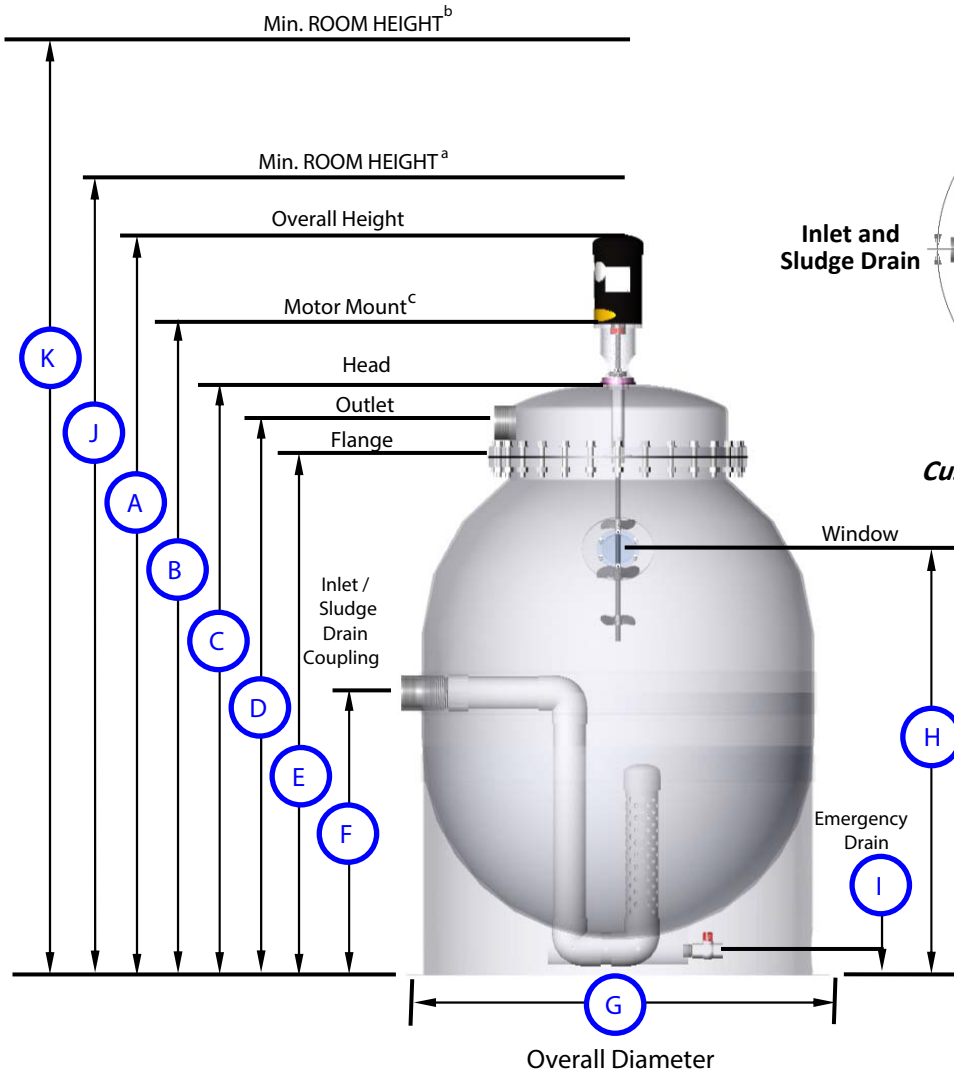 Min. ROOM HEIGHT b
Min. ROOM HEIGHT a
Overall Height
Inlet and
Sludge Drain
Motor Mount c
K
Head
Outlet
J
Flange
A
Window
B
Inlet /
Sludge
Drain
Coupling
C
D
H
E
F
Emergency
Drain
I
G
Overall Diameter